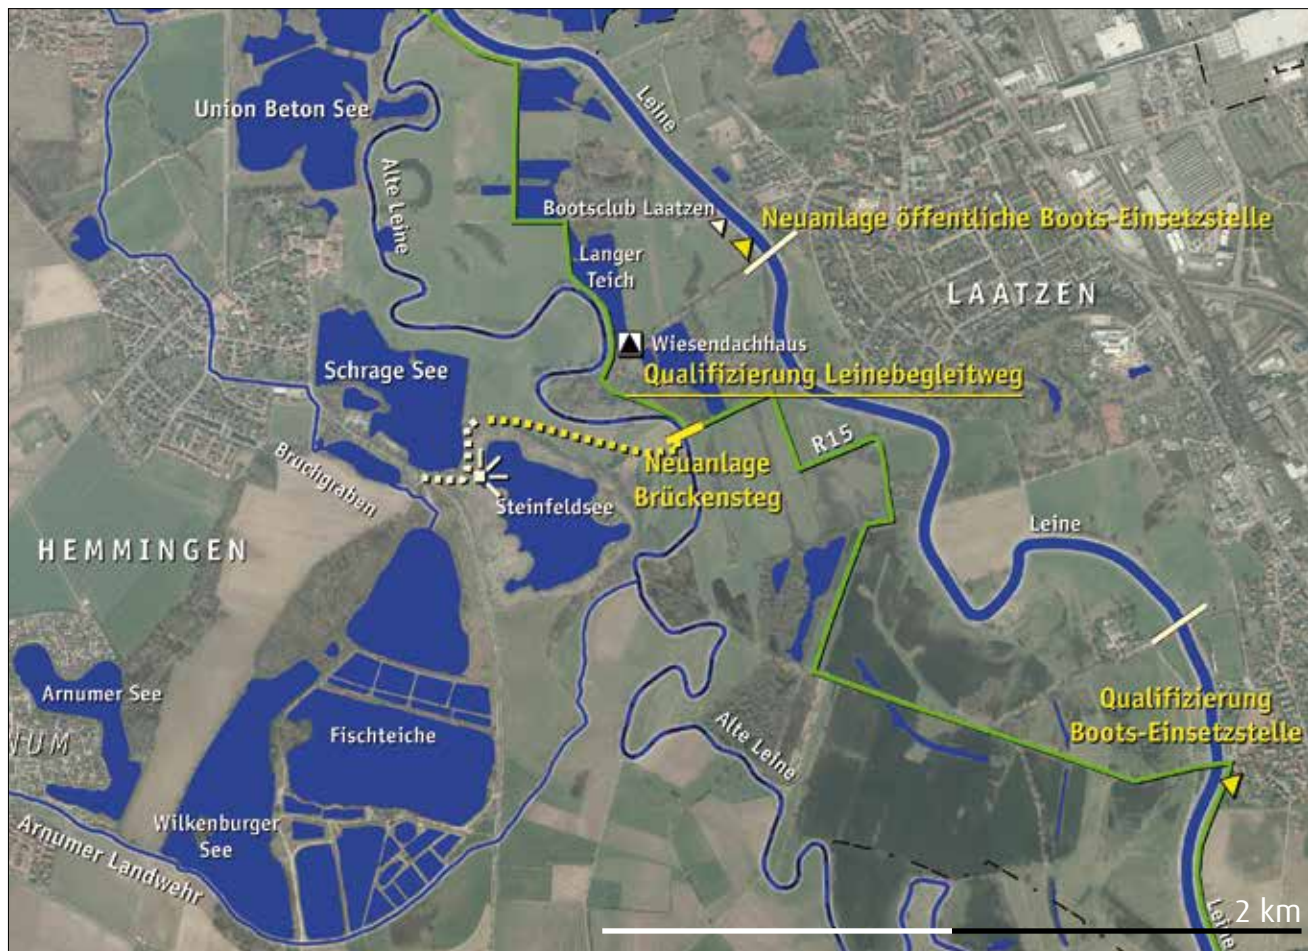 Union Beton See
Leine
Alte Leine
Bootsclub Laatzen
Neuanlage öffentliche Boots-Einsetzstelle
Langer
Teich
LAATZEN
Wiesendachhaus
Schrage See
Qualifizierung Leinebegleitweg
R15
Neuanlage
Brückensteg
Bruchgraben
Steinfeldsee
Leine
HEMMINGEN
Arnumer See
NUM
Fischteiche
Alte Leine
Qualifizierung
Boots-Einsetzstelle
Wilkenburger
See
Arnumer Landwehr
Leine
2 km